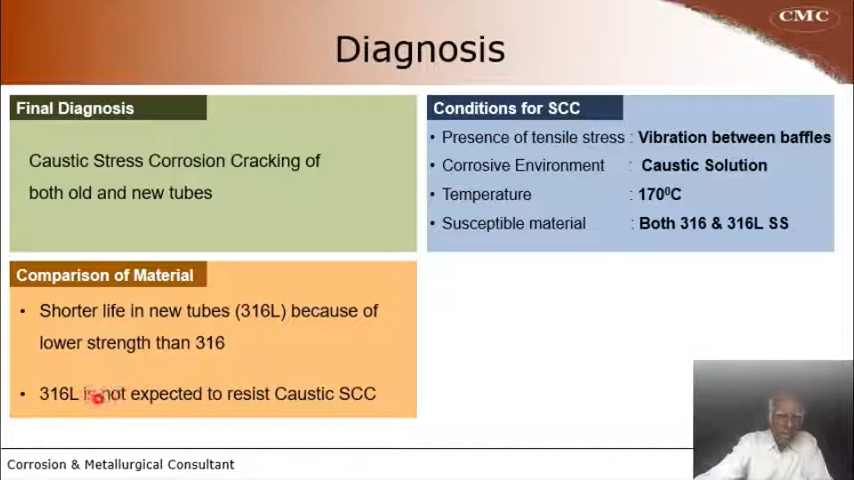 CMC
Diagnosis
Final Diagnosis
Caustic Stress Corrosion Cracking of
both old and new tubes
Conditions for SCC
• Presence of tensile stress : Vibration between baffles
• Corrosive Environment : Caustic Solution
• Temperature : 170⁰C
• Susceptible material : Both 316 & 316L SS
Comparison of Material
• Shorter life in new tubes (316L) because of
lower strength than 316
• 316L is not expected to resist Caustic SCC
Corrosion & Metallurgical Consultant